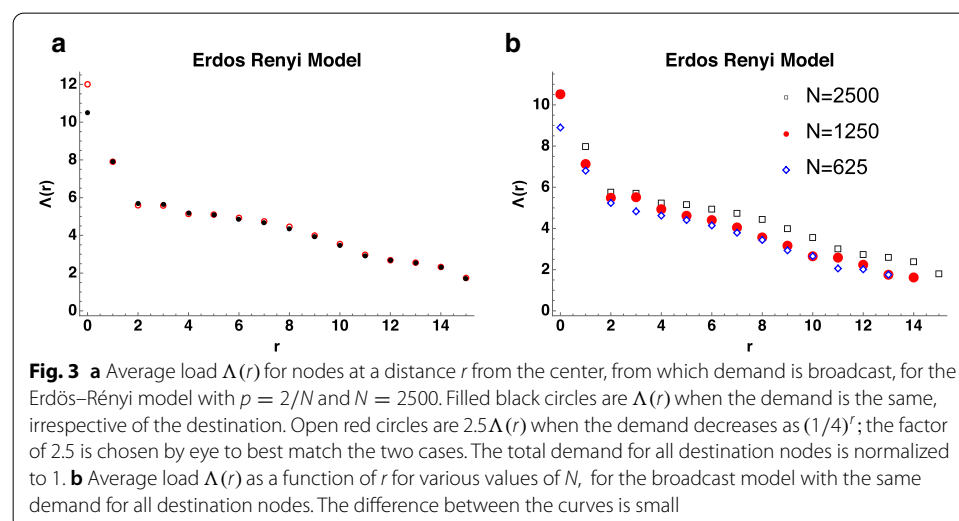 a
Erdos Renyi Model
12
10
8
6
4
2
0
Λ(r)
0 2 4 6 8 10 12 14
r
b
Erdos Renyi Model
N=2500
N=1250
N=625
10
8
6
4
2
0
Λ(r)
0 2 4 6 8 10 12 14
r
Fig. 3 a Average load Λ(r) for nodes at a distance r from the center, from which demand is broadcast, for the
Erdös–Rényi model with p = 2/N and N = 2500. Filled black circles are Λ(r) when the demand is the same,
irrespective of the destination. Open red circles are 2.5Λ(r) when the demand decreases as (1/4)^r; the factor
of 2.5 is chosen by eye to best match the two cases. The total demand for all destination nodes is normalized
to 1. b Average load Λ(r) as a function of r for various values of N, for the broadcast model with the same
demand for all destination nodes. The difference between the curves is small